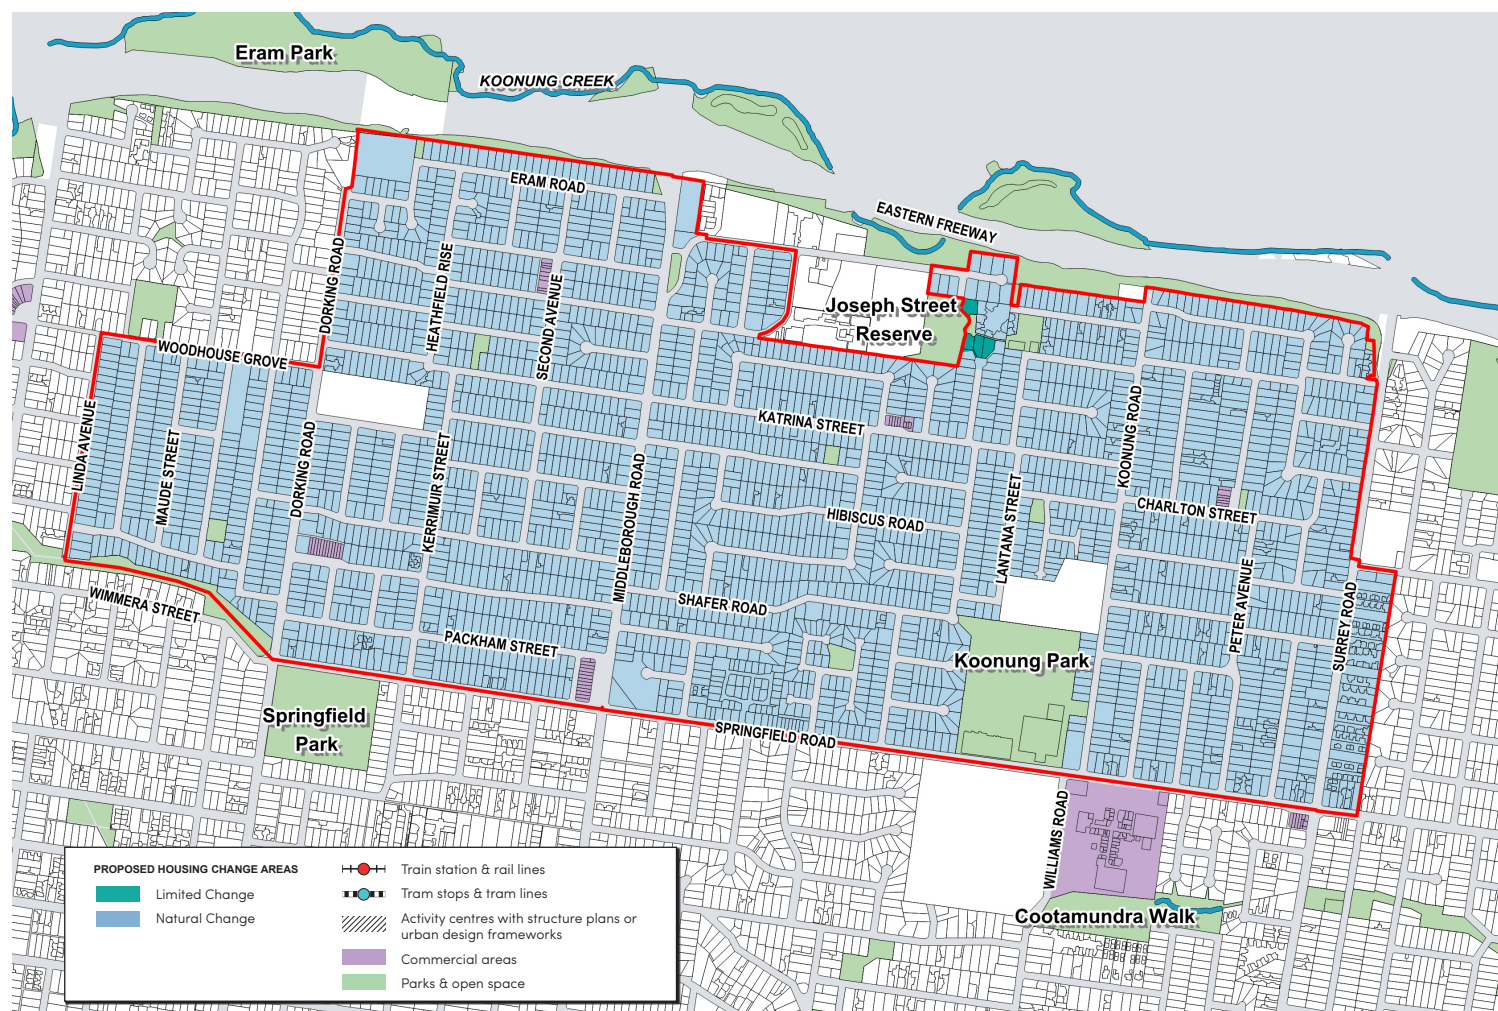 Eram Park
KOONUNG CREEK
ERAM ROAD
EASTERN FREEWAY
DORKING ROAD
HEATHFIELD RISE
SECOND AVENUE
Joseph Street
Reserve
WOODHOUSE GROVE
LINDA AVENUE
MAUDE STREET
DORKING ROAD
KERRIMUIR STREET
MIDDLEBOROUGH ROAD
KATRINA STREET
HIBISCUS ROAD
LANTANA STREET
KOONUNG ROAD
CHARLTON STREET
WIMMERA STREET
SHAFER ROAD
PACKHAM STREET
PETER AVENUE
SURREY ROAD
Koonung Park
Springfield
Park
SPRINGFIELD ROAD
WILLIAMS ROAD
Cootamundra Walk
PROPOSED HOUSING CHANGE AREAS
Limited Change
Natural Change
Train station & rail lines
Tram stops & tram lines
Activity centres with structure plans or
urban design frameworks
Commercial areas
Parks & open space